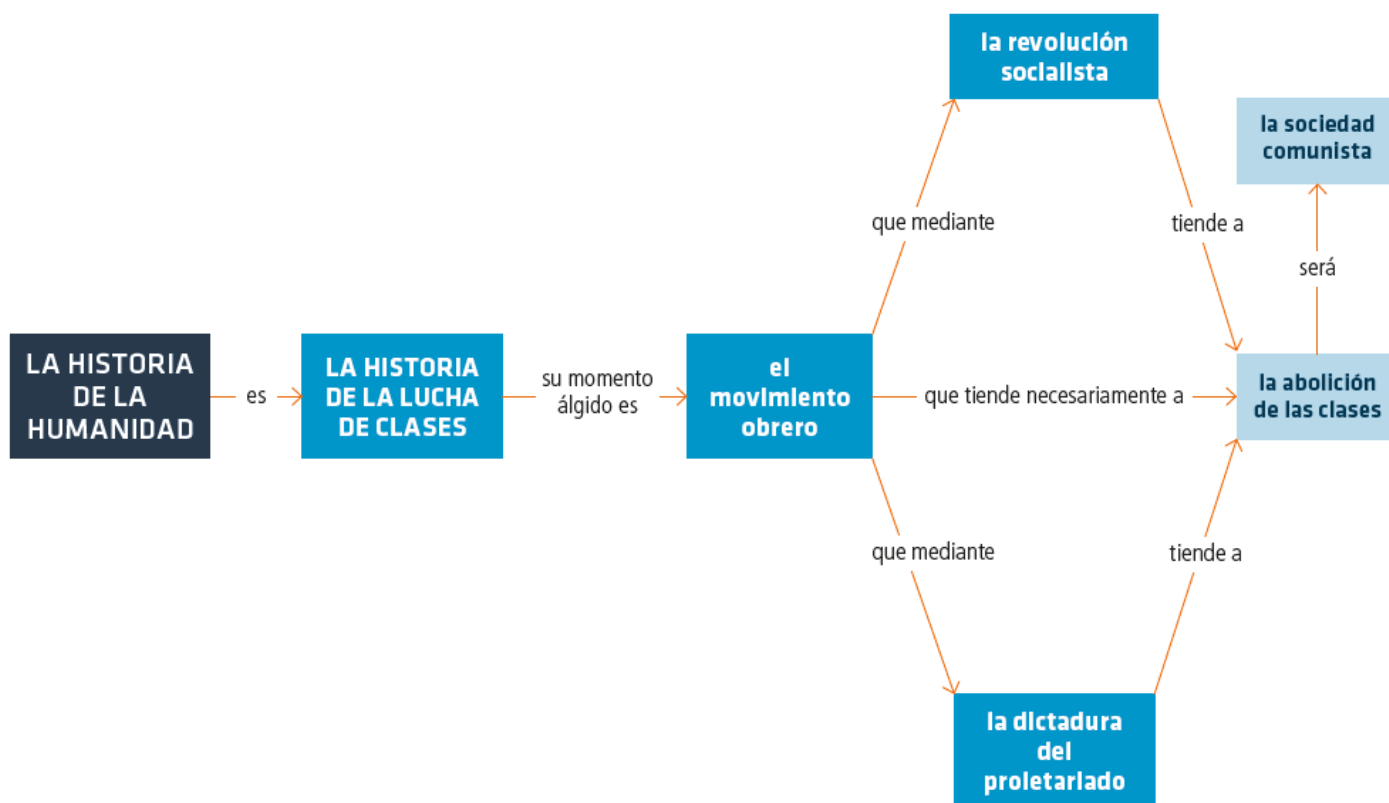 la revolución
socialista
la sociedad
comunista
que mediante
tiende a
será
LA HISTORIA
DE LA
HUMANIDAD
es
LA HISTORIA
DE LA LUCHA
DE CLASES
su momento
álgido es
el
movimiento
obrero
que tiende necesariamente a
la abolición
de las clases
que mediante
tiende a
la dictadura
del
proletariado